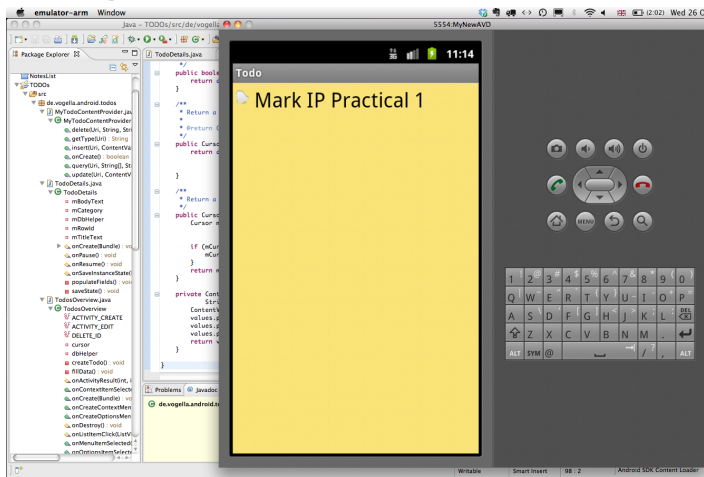 emulator-arm Window
(2:02) Wed 26 O
Java - TODOs/src/de/vogella
5554:MyNewAVD
Package Explorer
TodoDetails.java
NotesList
TODOs
src
de.vogella.android.todos
MyTodoContentProvider.jav
MyTodoContentProvider
delete(Uri, String, Stri
getType(Uri) : String
insert(Uri, ContentVa
onCreate() : boolean
query(Uri, String[], St
update(Uri, ContentV
TodoDetails.java
TodoDetails
mBodyText
mCategory
mDbHelper
mRowId
mTitleText
onCreate(Bundle) : vo
onPause() : void
onResume() : void
onSaveInstanceState(
populateFields() : void
saveState() : void
TodosOverview.java
TodosOverview
ACTIVITY_CREATE
ACTIVITY_EDIT
DELETE_ID
cursor
dbHelper
createTodo() : void
fillData() : void
onActivityResult(int, i
onContextItemSelecte
onCreate(Bundle) : vo
onCreateContextMen
onCreateOptionsMen
onDestroy() : void
onListItemClick(ListVi
onMenuItemSelected(
onOptionsItemSelecte
*/
public boole
return d
}
/**
* Return a
*
* @return C
*/
public Curso
return d
}
/**
* Return a
*/
public Curso
Cursor m
if (mCur
mCur
}
return m
}
private Cont
Stri
ContentV
values.p
values.p
values.p
return v
}
}
Problems @ Javadoc
de.vogella.android.to
3G 11:14
Todo
Mark IP Practical 1
MENU
1 ! 2 @ 3 # 4 $ 5 % 6 ^ 7 & 8 * 9 ( 0 )
Q W E R T Y U I O P
A S D F G H J K L DEL
Z X C V B N M .
ALT SYM @ / ? , ALT
Writable Smart Insert 98 : 2 Android SDK Content Loader